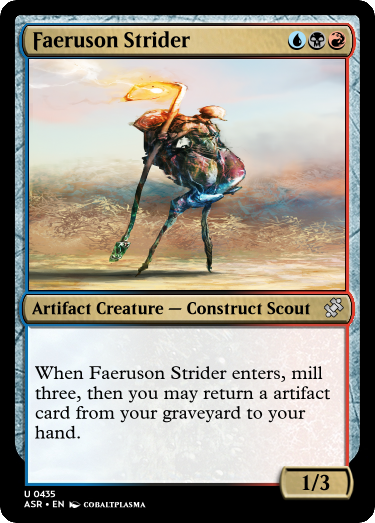 Faeruson Strider
Artifact Creature — Construct Scout
When Faeruson Strider enters, mill
three, then you may return a artifact
card from your graveyard to your
hand.
1/3
U 0435
ASR • EN COBALTPLASMA